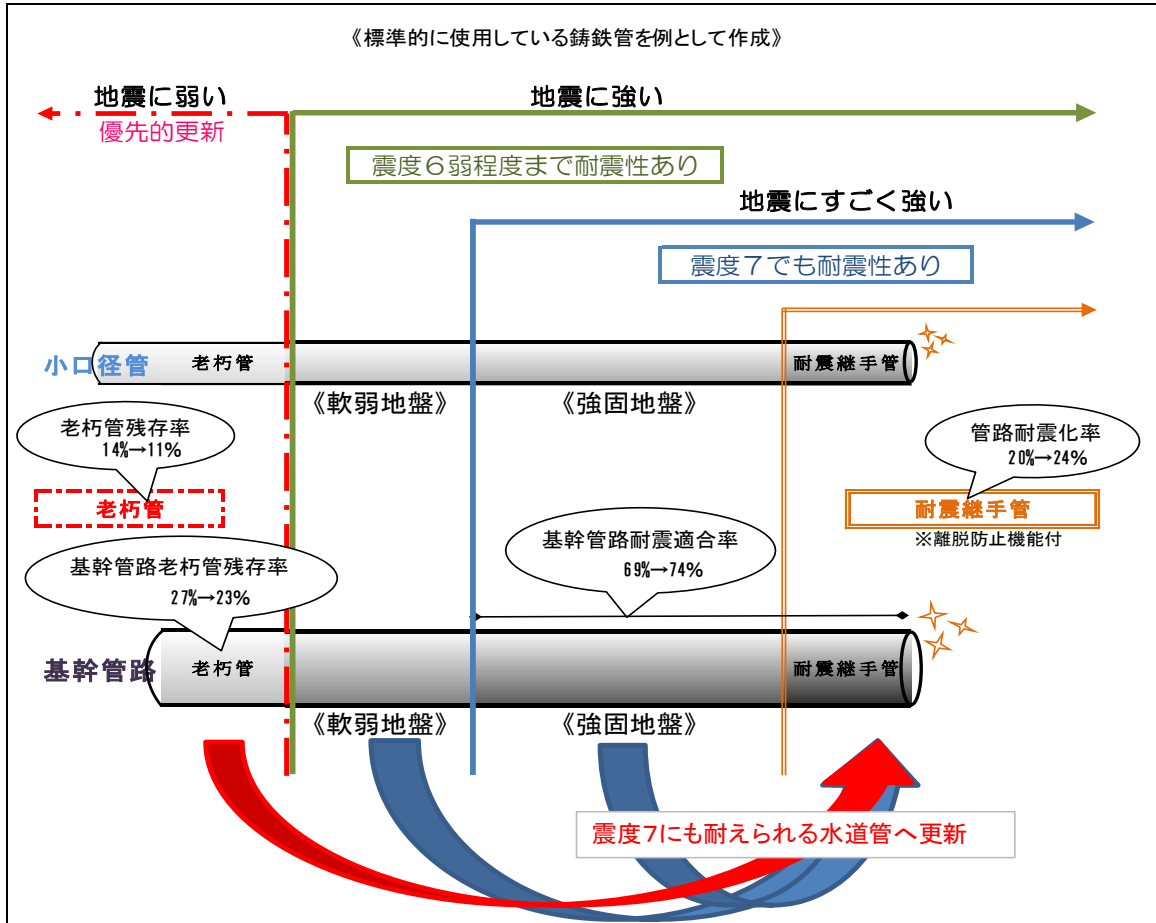 《標準的に使用している鋳鉄管を例として作成》
地震に弱い
地震に強い
優先的更新
震度6弱程度まで耐震性あり
地震にすごく強い
震度7でも耐震性あり
小口径管
老朽管
耐震継手管
《軟弱地盤》
《強固地盤》
老朽管残存率
14%→11%
管路耐震化率
20%→24%
老朽管
耐震継手管
※離脱防止機能付
基幹管路耐震適合率
69%→74%
基幹管路老朽管残存率
27%→23%
基幹管路
老朽管
耐震継手管
《軟弱地盤》
《強固地盤》
震度7にも耐えられる水道管へ更新